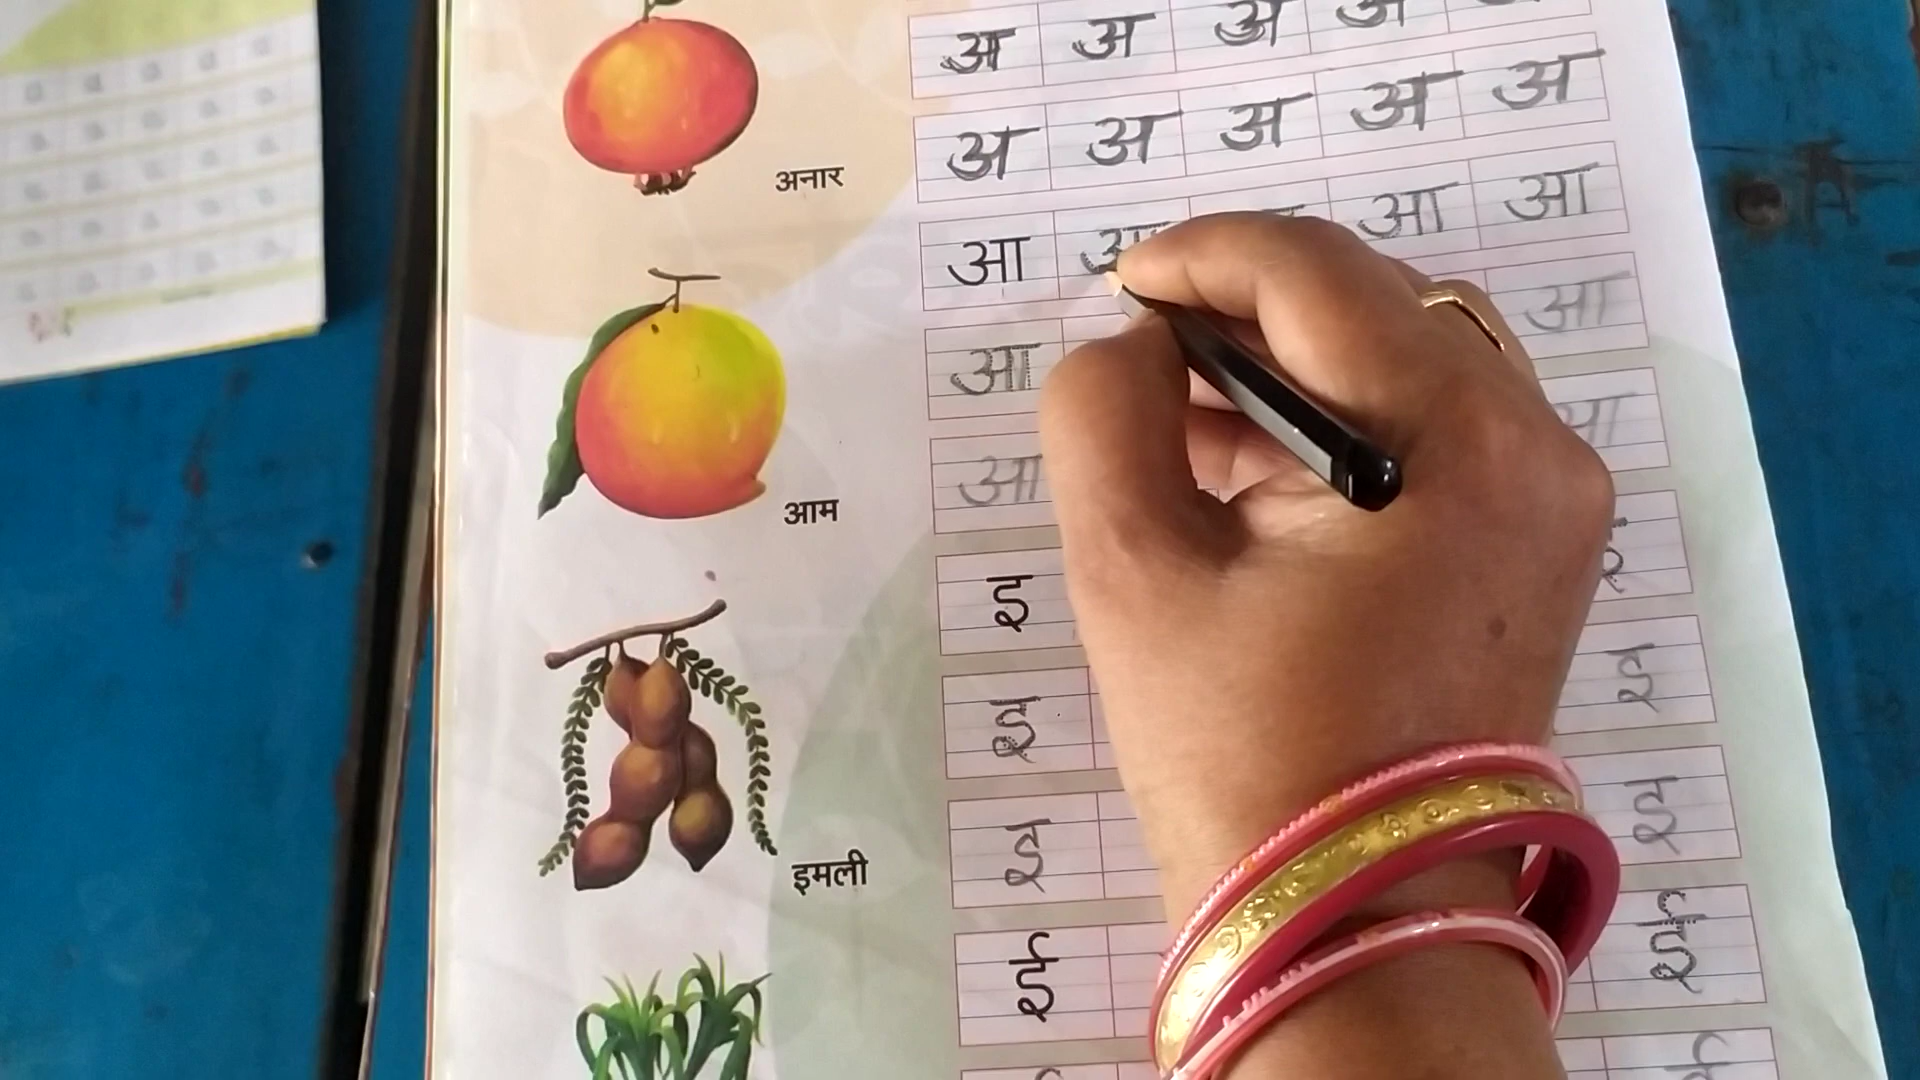 अ अ अ अ
अनार
अ अ अ अ अ
आ आ आ आ
आ आ
आम
आ आ
इ इ
इ इ
इमली
इ इ
ई ई